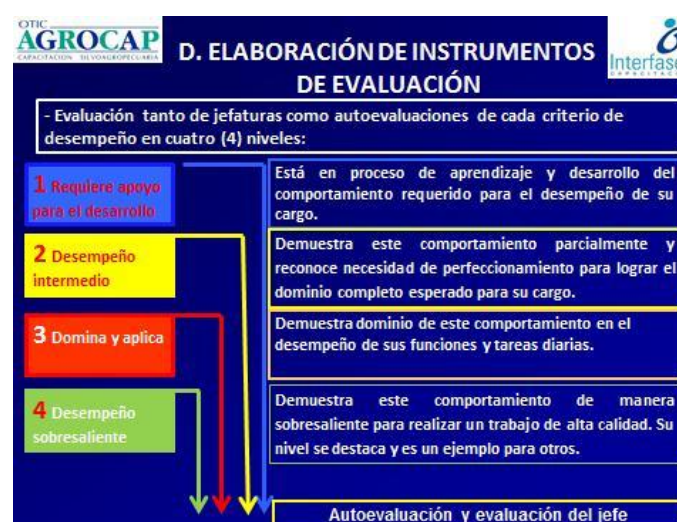 OTIC
AGROCAP
CAPACITACION SILVOAGROPECUARIA
D. ELABORACIÓN DE INSTRUMENTOS
DE EVALUACIÓN
Interfase
- Evaluación tanto de jefaturas como autoevaluaciones de cada criterio de
desempeño en cuatro (4) niveles:
1 Requiere apoyo
para el desarrollo
Está en proceso de aprendizaje y desarrollo del
comportamiento requerido para el desempeño de su
cargo.
2 Desempeño
intermedio
Demuestra este comportamiento parcialmente y
reconoce necesidad de perfeccionamiento para lograr el
dominio completo esperado para su cargo.
3 Domina y aplica
Demuestra dominio de este comportamiento en el
desempeño de sus funciones y tareas diarias.
4 Desempeño
sobresaliente
Demuestra este comportamiento de manera
sobresaliente para realizar un trabajo de alta calidad. Su
nivel se destaca y es un ejemplo para otros.
Autoevaluación y evaluación del jefe